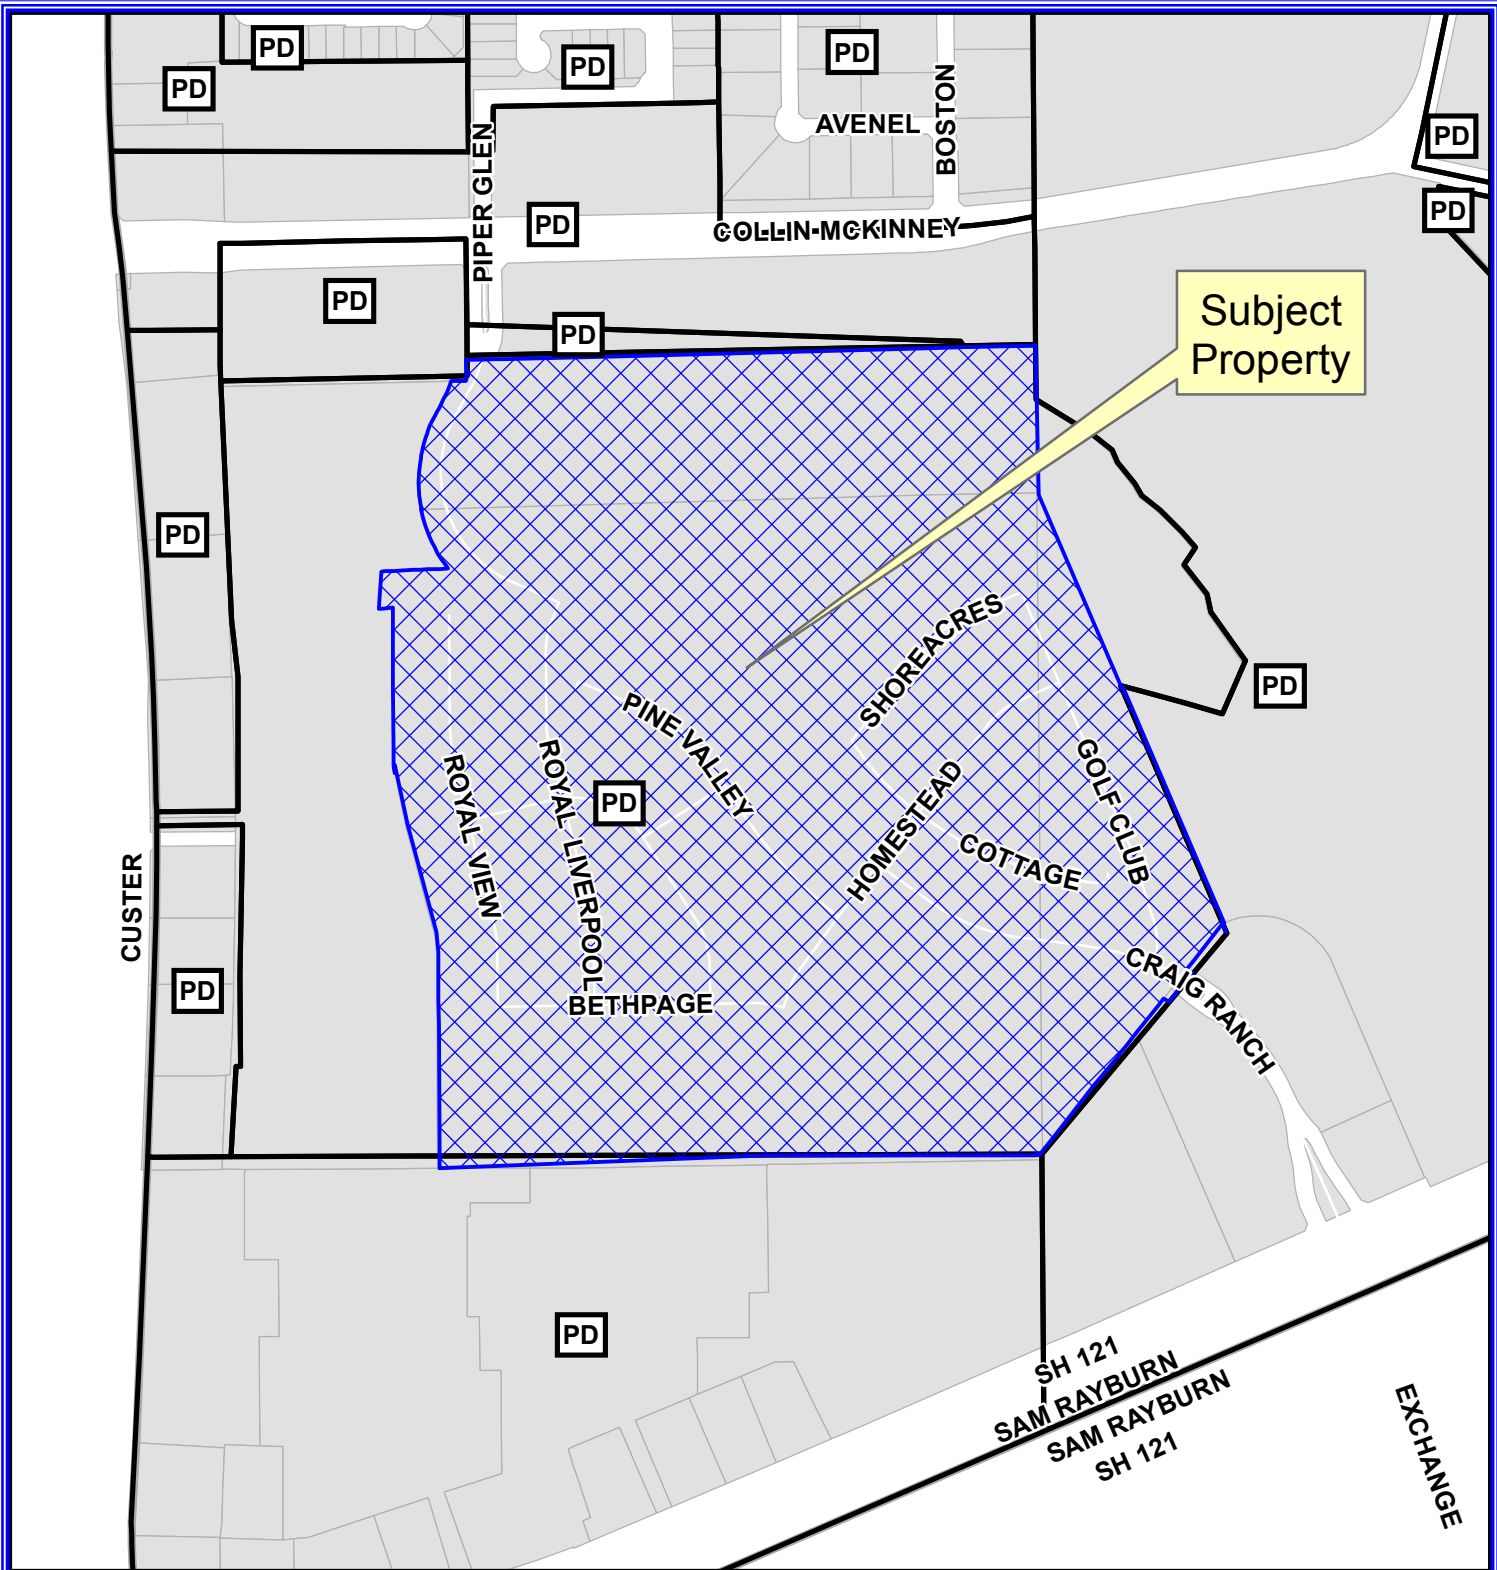 PD
PD
PD
PD
PD
AVENEL
BOSTON
PIPER GLEN
PD
PD
COLLIN MCKINNEY
PD
PD
Subject
Property
PD
SHOREACRES
PD
PINE VALLEY
ROYAL VIEW
ROYAL LIVERPOOL
PD
HOMESTEAD
GOLF CLUB
COTTAGE
CUSTER
PD
BETHPAGE
CRAIG RANCH
PD
SH 121
SAM RAYBURN
SAM RAYBURN
SH 121
EXCHANGE